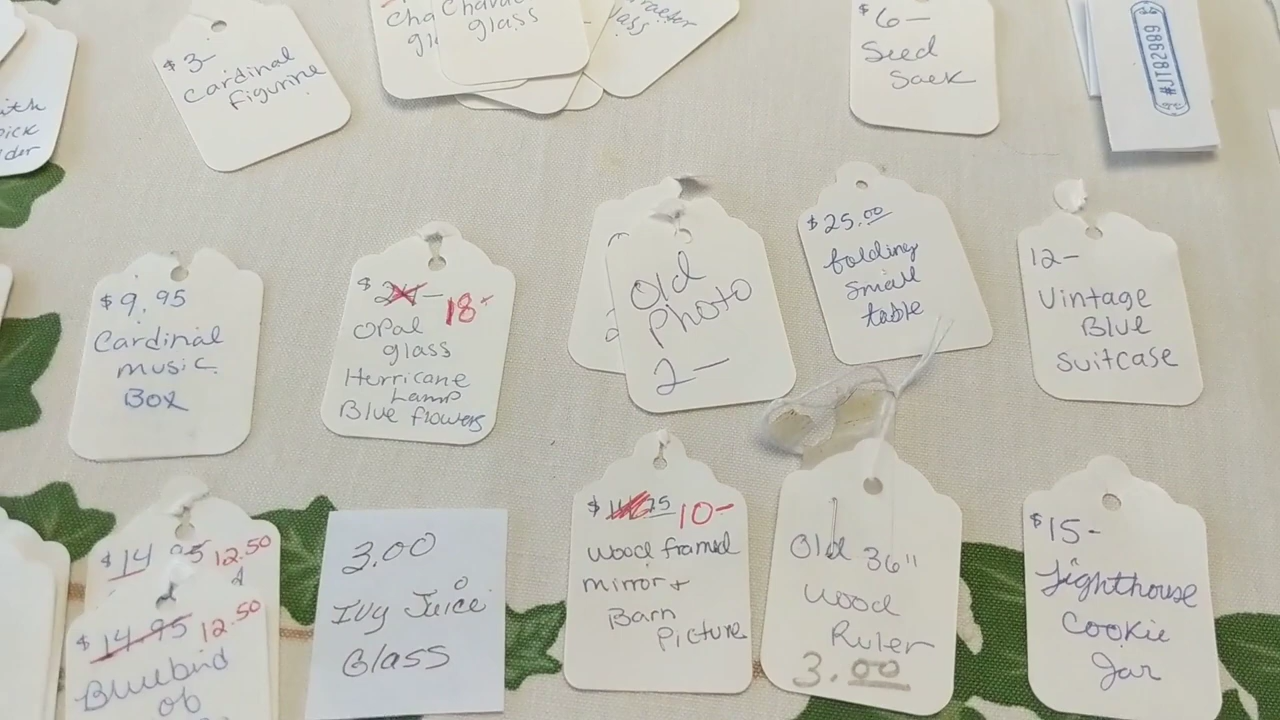 $3-
Cardinal
Figurine
glass
$6-
Seed
Sack
#JT82989
$9.95
Cardinal
music
Box
$ 18-
Opal
glass
Hurricane
Lamp
Blue flowers
Old
Photo
2-
$25.00
folding
small
table
12-
Vintage
Blue
Suitcase
$14.95 12.50
$14.95 12.50
Bluebird
3.00
Ivy Juice
Glass
$ 10-
Wood framed
mirror +
Barn
Picture
Old 36"
Wood
Ruler
3.00
$15-
Lighthouse
Cookie
Jar